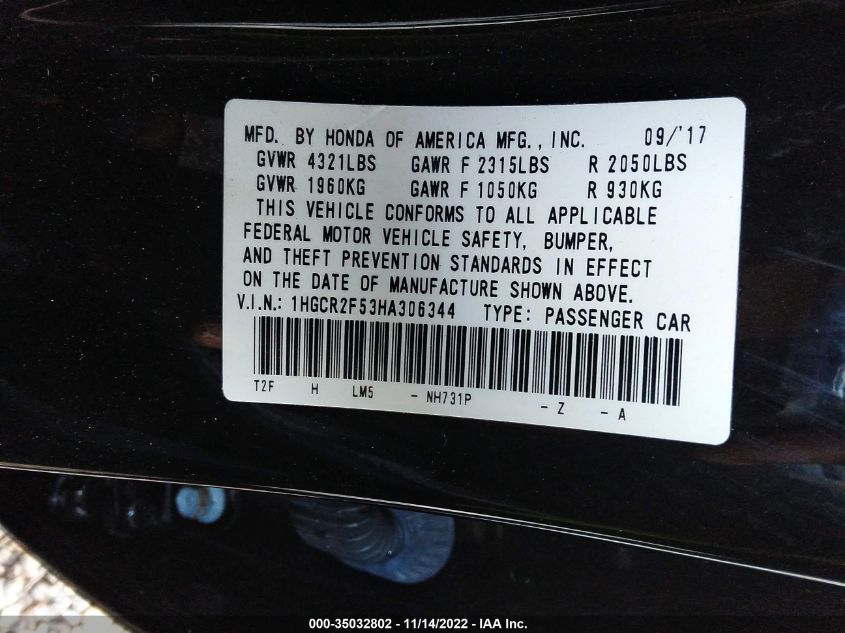 MFD. BY HONDA OF AMERICA MFG., INC. 09/'17
GVWR 4321LBS GAWR F 2315LBS R 2050LBS
GVWR 1960KG GAWR F 1050KG R 930KG
THIS VEHICLE CONFORMS TO ALL APPLICABLE
FEDERAL MOTOR VEHICLE SAFETY, BUMPER,
AND THEFT PREVENTION STANDARDS IN EFFECT
ON THE DATE OF MANUFACTURE SHOWN ABOVE.
V.I.N.: 1HGCR2F53HA306344 TYPE: PASSENGER CAR
T2F H LM5 - NH731P - Z - A
000-35032802 - 11/14/2022 - IAA Inc.